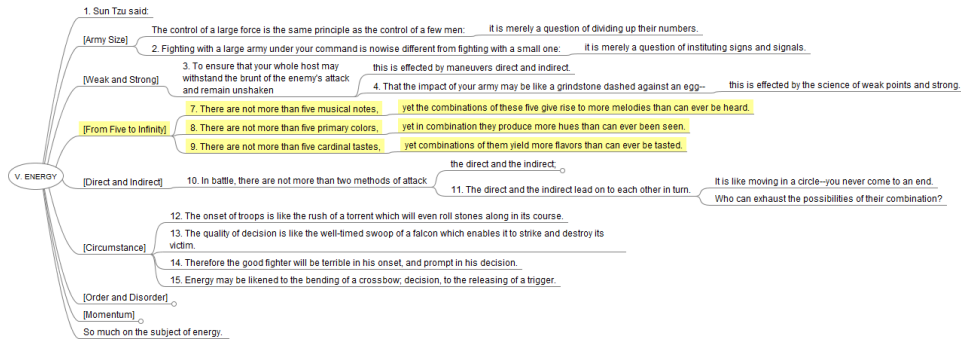 V. ENERGY
1. Sun Tzu said:
[Army Size]
The control of a large force is the same principle as the control of a few men:
it is merely a question of dividing up their numbers.
2. Fighting with a large army under your command is nowise different from fighting with a small one:
it is merely a question of instituting signs and signals.
[Weak and Strong]
3. To ensure that your whole host may
withstand the brunt of the enemy's attack
and remain unshaken
this is effected by maneuvers direct and indirect.
4. That the impact of your army may be like a grindstone dashed against an egg--
this is effected by the science of weak points and strong.
[From Five to Infinity]
7. There are not more than five musical notes,
yet the combinations of these five give rise to more melodies than can ever be heard.
8. There are not more than five primary colors,
yet in combination they produce more hues than can ever been seen.
9. There are not more than five cardinal tastes,
yet combinations of them yield more flavors than can ever be tasted.
[Direct and Indirect]
10. In battle, there are not more than two methods of attack
the direct and the indirect;
11. The direct and the indirect lead on to each other in turn.
It is like moving in a circle--you never come to an end.
Who can exhaust the possibilities of their combination?
[Circumstance]
12. The onset of troops is like the rush of a torrent which will even roll stones along in its course.
13. The quality of decision is like the well-timed swoop of a falcon which enables it to strike and destroy its
victim.
14. Therefore the good fighter will be terrible in his onset, and prompt in his decision.
15. Energy may be likened to the bending of a crossbow; decision, to the releasing of a trigger.
[Order and Disorder]
[Momentum]
So much on the subject of energy.